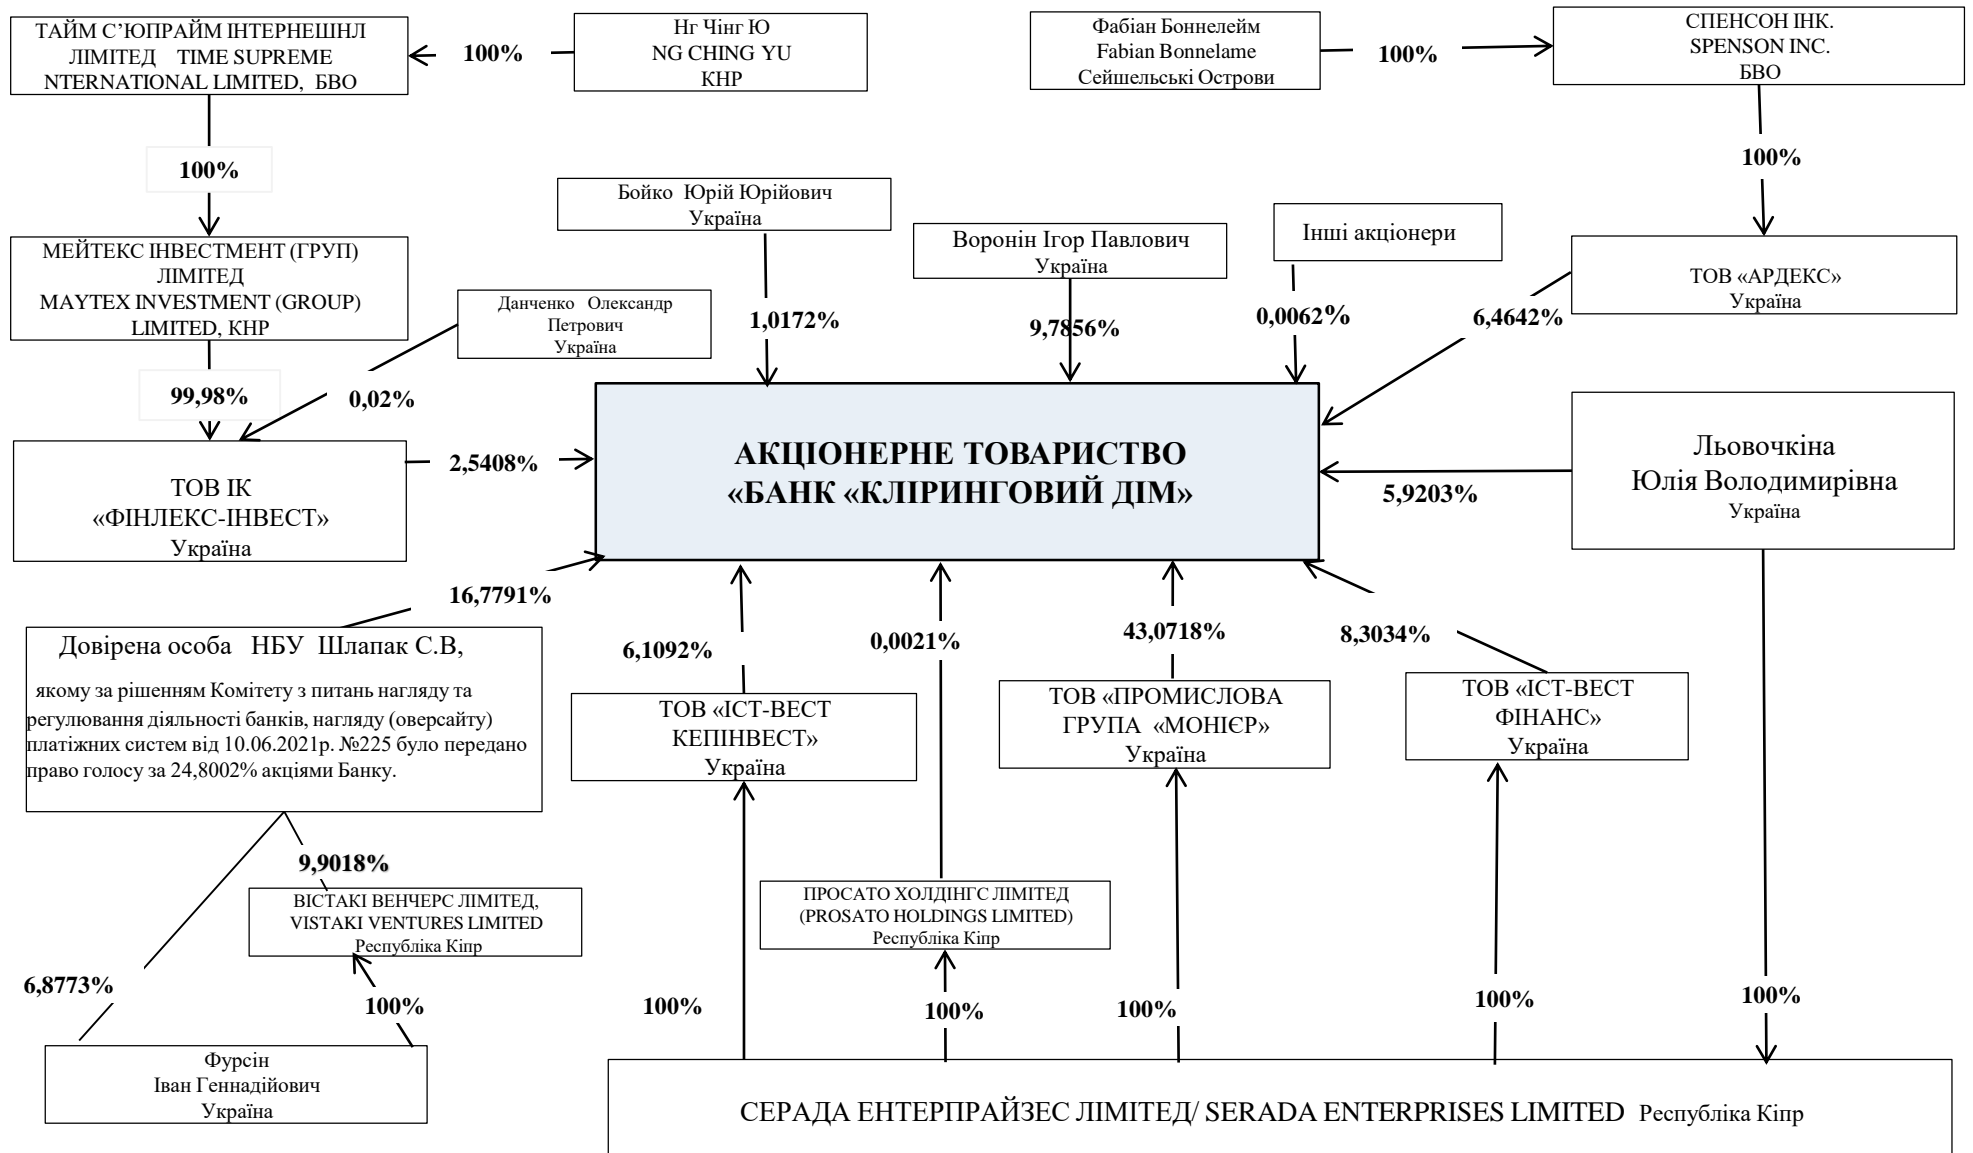 ТАЙМ С’ЮПРАЙМ ІНТЕРНЕШНЛ
ЛІМІТЕД TIME SUPREME
NTERNATIONAL LIMITED, БВО
100%
Нг Чінг Ю
NG CHING YU
КНР
Фабіан Боннелейм
Fabian Bonnelame
Сейшельські Острови
100%
СПЕНСОН ІНК.
SPENSON INC.
БВО
100%
100%
Бойко Юрій Юрійович
Україна
Воронін Ігор Павлович
Україна
Інші акціонери
МЕЙТЕКС ІНВЕСТМЕНТ (ГРУП)
ЛІМІТЕД
MAYTEX INVESTMENT (GROUP)
LIMITED, КНР
ТОВ «АРДЕКС»
Україна
Данченко Олександр
Петрович
Україна
1,0172%
9,7856%
0,0062%
6,4642%
99,98%
0,02%
ТОВ ІК
«ФІНЛЕКС-ІНВЕСТ»
Україна
2,5408%
АКЦІОНЕРНЕ ТОВАРИСТВО
«БАНК «КЛІРИНГОВИЙ ДІМ»
5,9203%
Льовочкіна
Юлія Володимирівна
Україна
16,7791%
6,1092%
0,0021%
43,0718%
8,3034%
Довірена особа НБУ Шлапак С.В,
якому за рішенням Комітету з питань нагляду та
регулювання діяльності банків, нагляду (оверсайту)
платіжних систем від 10.06.2021р. №225 було передано
право голосу за 24,8002% акціями Банку.
ТОВ «ІСТ-ВЕСТ
КЕПІНВЕСТ»
Україна
ТОВ «ПРОМИСЛОВА
ГРУПА «МОНІЄР»
Україна
ТОВ «ІСТ-ВЕСТ
ФІНАНС»
Україна
9,9018%
ВІСТАКІ ВЕНЧЕРС ЛІМІТЕД,
VISTAKI VENTURES LIMITED
Республіка Кіпр
ПРОСАТО ХОЛДІНГС ЛІМІТЕД
(PROSATO HOLDINGS LIMITED)
Республіка Кіпр
6,8773%
100%
100%
100%
100%
100%
100%
Фурсін
Іван Геннадійович
Україна
СЕРАДА ЕНТЕРПРАЙЗЕС ЛІМІТЕД/ SERADA ENTERPRISES LIMITED Республіка Кіпр